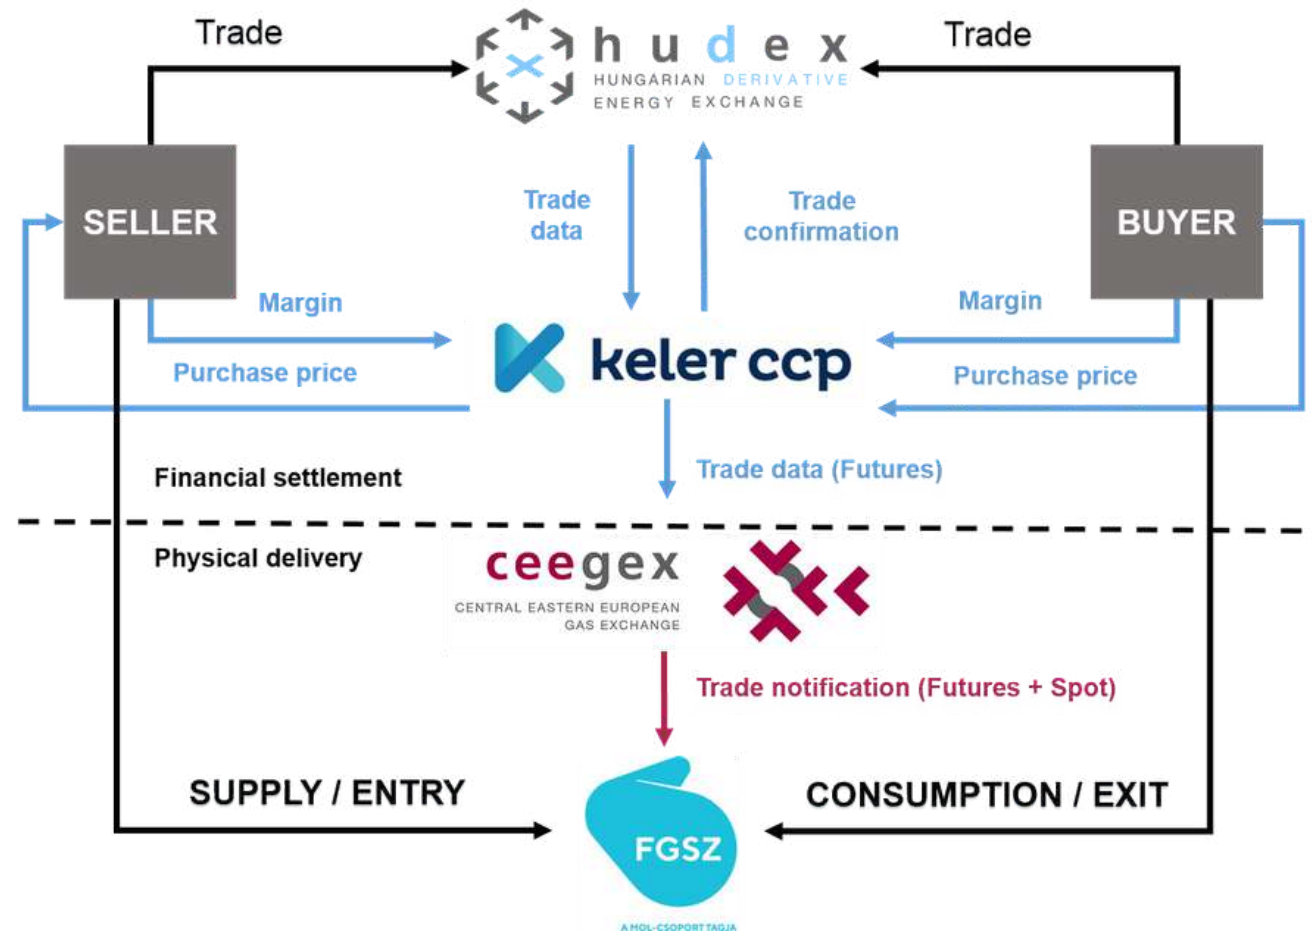 Trade
Trade
hudex
HUNGARIAN DERIVATIVE
ENERGY EXCHANGE
SELLER
Trade
data
Trade
confirmation
BUYER
Margin
Margin
keler ccp
Purchase price
Purchase price
Financial settlement
Trade data (Futures)
Physical delivery
ceegex
CENTRAL EASTERN EUROPEAN
GAS EXCHANGE
Trade notification (Futures + Spot)
SUPPLY / ENTRY
CONSUMPTION / EXIT
FGSZ
A MOL-CSOPORT TAGJA